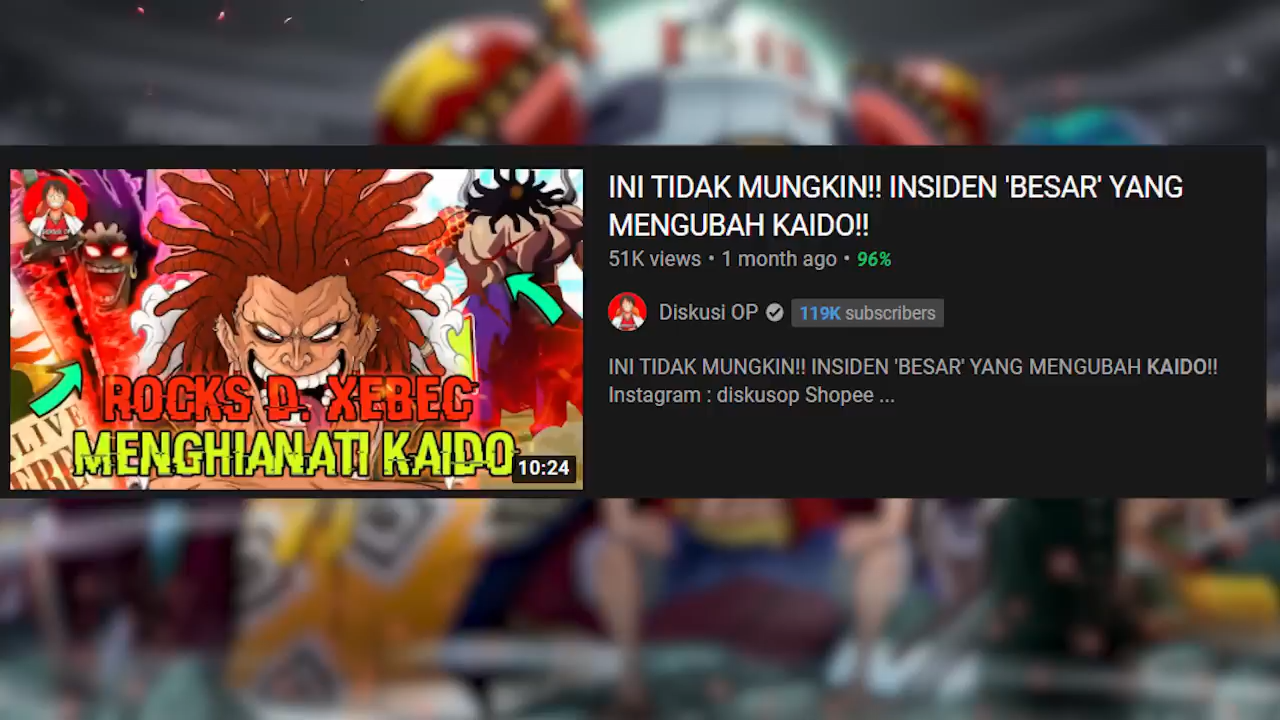 INI TIDAK MUNGKIN!! INSIDEN 'BESAR' YANG
MENGUBAH KAIDO!!
51K views • 1 month ago • 96%
Diskusi OP
119K subscribers
INI TIDAK MUNGKIN!! INSIDEN 'BESAR' YANG MENGUBAH KAIDO!!
Instagram : diskusop Shopee ...
ROCKS D. XEBEC
MENGHIANATI KAIDO
10:24